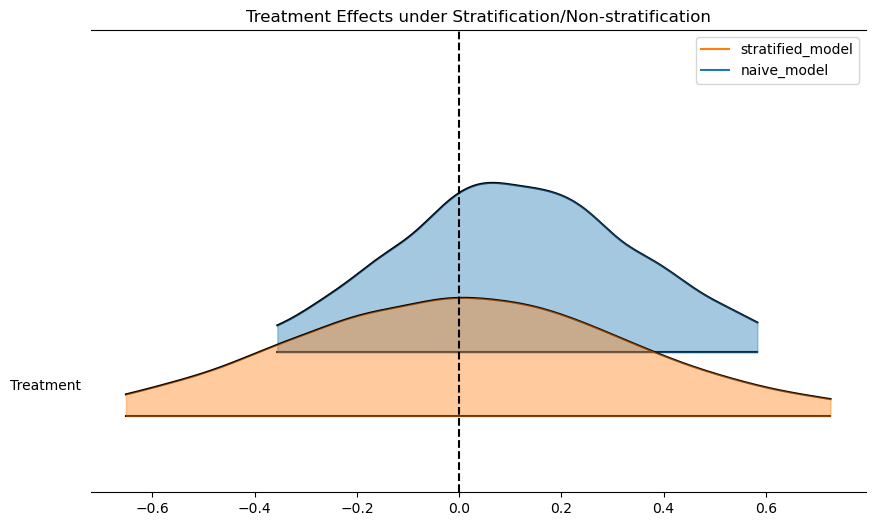 Treatment Effects under Stratification/Non-stratification
stratified_model
naive_model
Treatment
−0.6 −0.4 −0.2 0.0 0.2 0.4 0.6